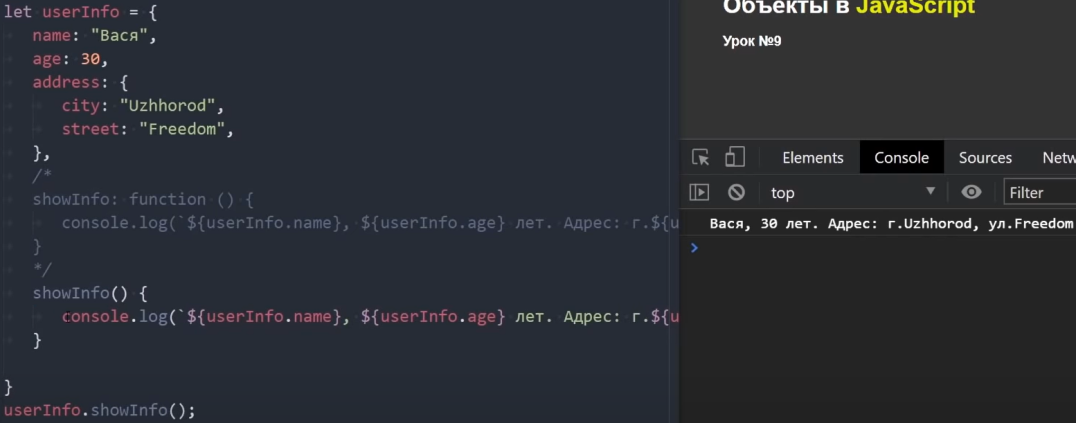 let userInfo = {
name: "Вася",
age: 30,
address: {
city: "Uzhhorod",
street: "Freedom",
},
/*
showInfo: function () {
console.log(`${userInfo.name}, ${userInfo.age} лет. Адрес: г.${u
}
*/
showInfo() {
console.log(`${userInfo.name}, ${userInfo.age} лет. Адрес: г.${u
}
}
userInfo.showInfo();
Объекты в JavaScript
Урок №9
Elements Console Sources Netw
top Filter
Вася, 30 лет. Адрес: г.Uzhhorod, ул.Freedom